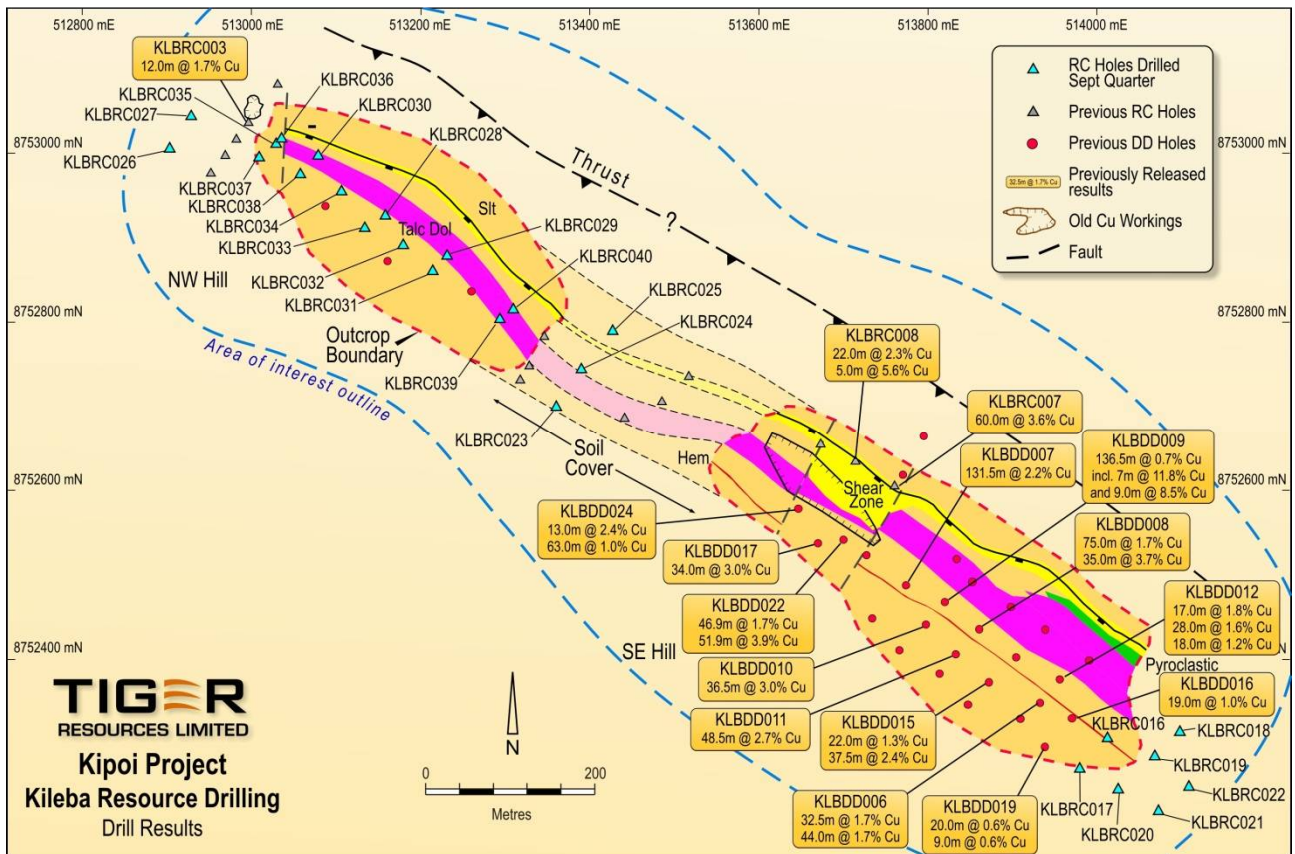 512800 mE
513000 mE
513200 mE
513400 mE
513600 mE
513800 mE
514000 mE
8753000 mN
8752800 mN
8752600 mN
8752400 mN
8753000 mN
8752800 mN
8752600 mN
N
KLBRC003
12.0m @ 1.7% Cu
KLBRC036
KLBRC035
KLBRC030
KLBRC027
KLBRC028
KLBRC026
KLBRC037
KLBRC038
KLBRC034
KLBRC033
KLBRC032
KLBRC031
KLBRC029
KLBRC040
KLBRC025
KLBRC024
KLBRC039
KLBRC023
Thrust
?
Slt
Talc Dol
NW Hill
Outcrop
Boundary
Area of interest outline
Soil
Cover
Hem
Shear
Zone
SE Hill
Pyroclastic
RC Holes Drilled
Sept Quarter
Previous RC Holes
Previous DD Holes
32.5m @ 1.7% Cu
Previously Released
results
Old Cu Workings
Fault
KLBRC008
22.0m @ 2.3% Cu
5.0m @ 5.6% Cu
KLBRC007
60.0m @ 3.6% Cu
KLBDD007
131.5m @ 2.2% Cu
KLBDD009
136.5m @ 0.7% Cu
incl. 7m @ 11.8% Cu
and 9.0m @ 8.5% Cu
KLBDD008
75.0m @ 1.7% Cu
35.0m @ 3.7% Cu
KLBDD012
17.0m @ 1.8% Cu
28.0m @ 1.6% Cu
18.0m @ 1.2% Cu
KLBDD024
13.0m @ 2.4% Cu
63.0m @ 1.0% Cu
KLBDD017
34.0m @ 3.0% Cu
KLBDD022
46.9m @ 1.7% Cu
51.9m @ 3.9% Cu
KLBDD010
36.5m @ 3.0% Cu
KLBDD011
48.5m @ 2.7% Cu
KLBDD015
22.0m @ 1.3% Cu
37.5m @ 2.4% Cu
KLBDD016
19.0m @ 1.0% Cu
KLBDD006
32.5m @ 1.7% Cu
44.0m @ 1.7% Cu
KLBDD019
20.0m @ 0.6% Cu
9.0m @ 0.6% Cu
KLBRC016
KLBRC018
KLBRC019
KLBRC022
KLBRC017
KLBRC020
KLBRC021
TIGER
RESOURCES LIMITED
Kipoi Project
Kileba Resource Drilling
Drill Results
N
0
200
Metres